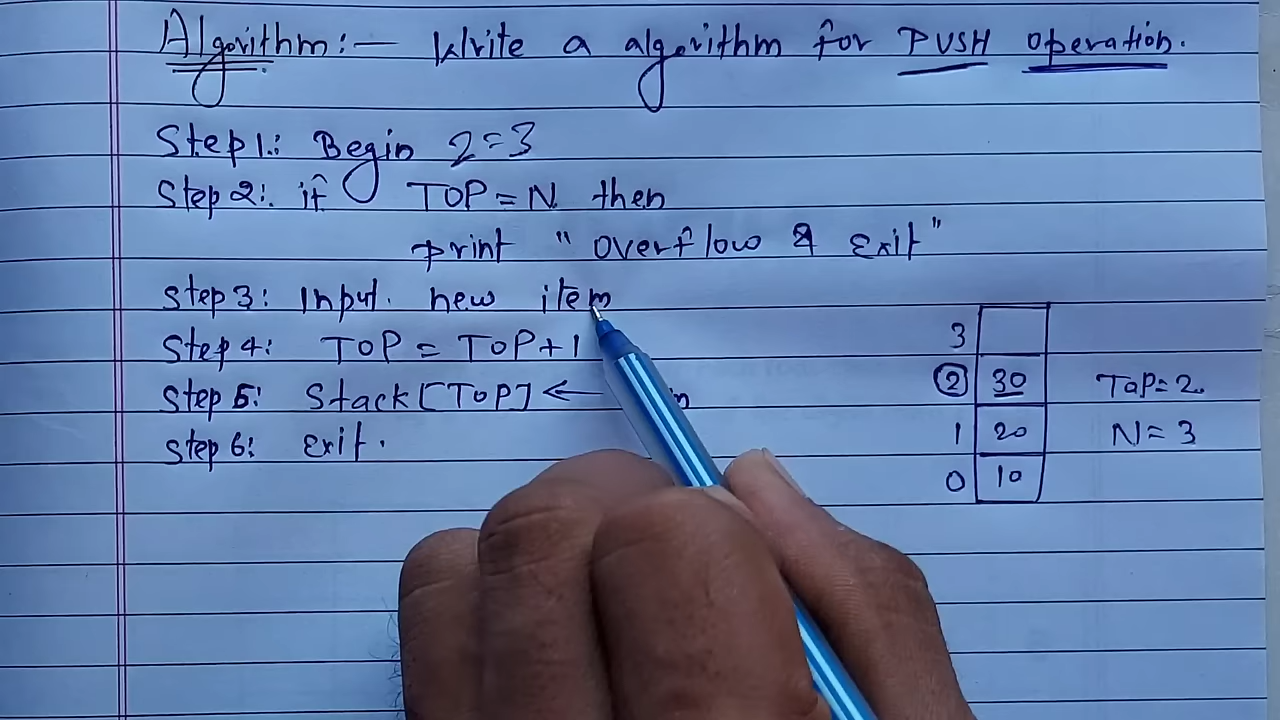 Algorithm:- Write a algorithm for PUSH operation.
Step1.: Begin 2=3
Step 2:. if TOP=N. then
print "overflow & Exit"
Step 3: Input. new item
Step 4: TOP = TOP+1
Step 5: Stack[TOP] ←
Step 6: Exit.
3
2 30 Top=2.
1 20 N=3
0 10